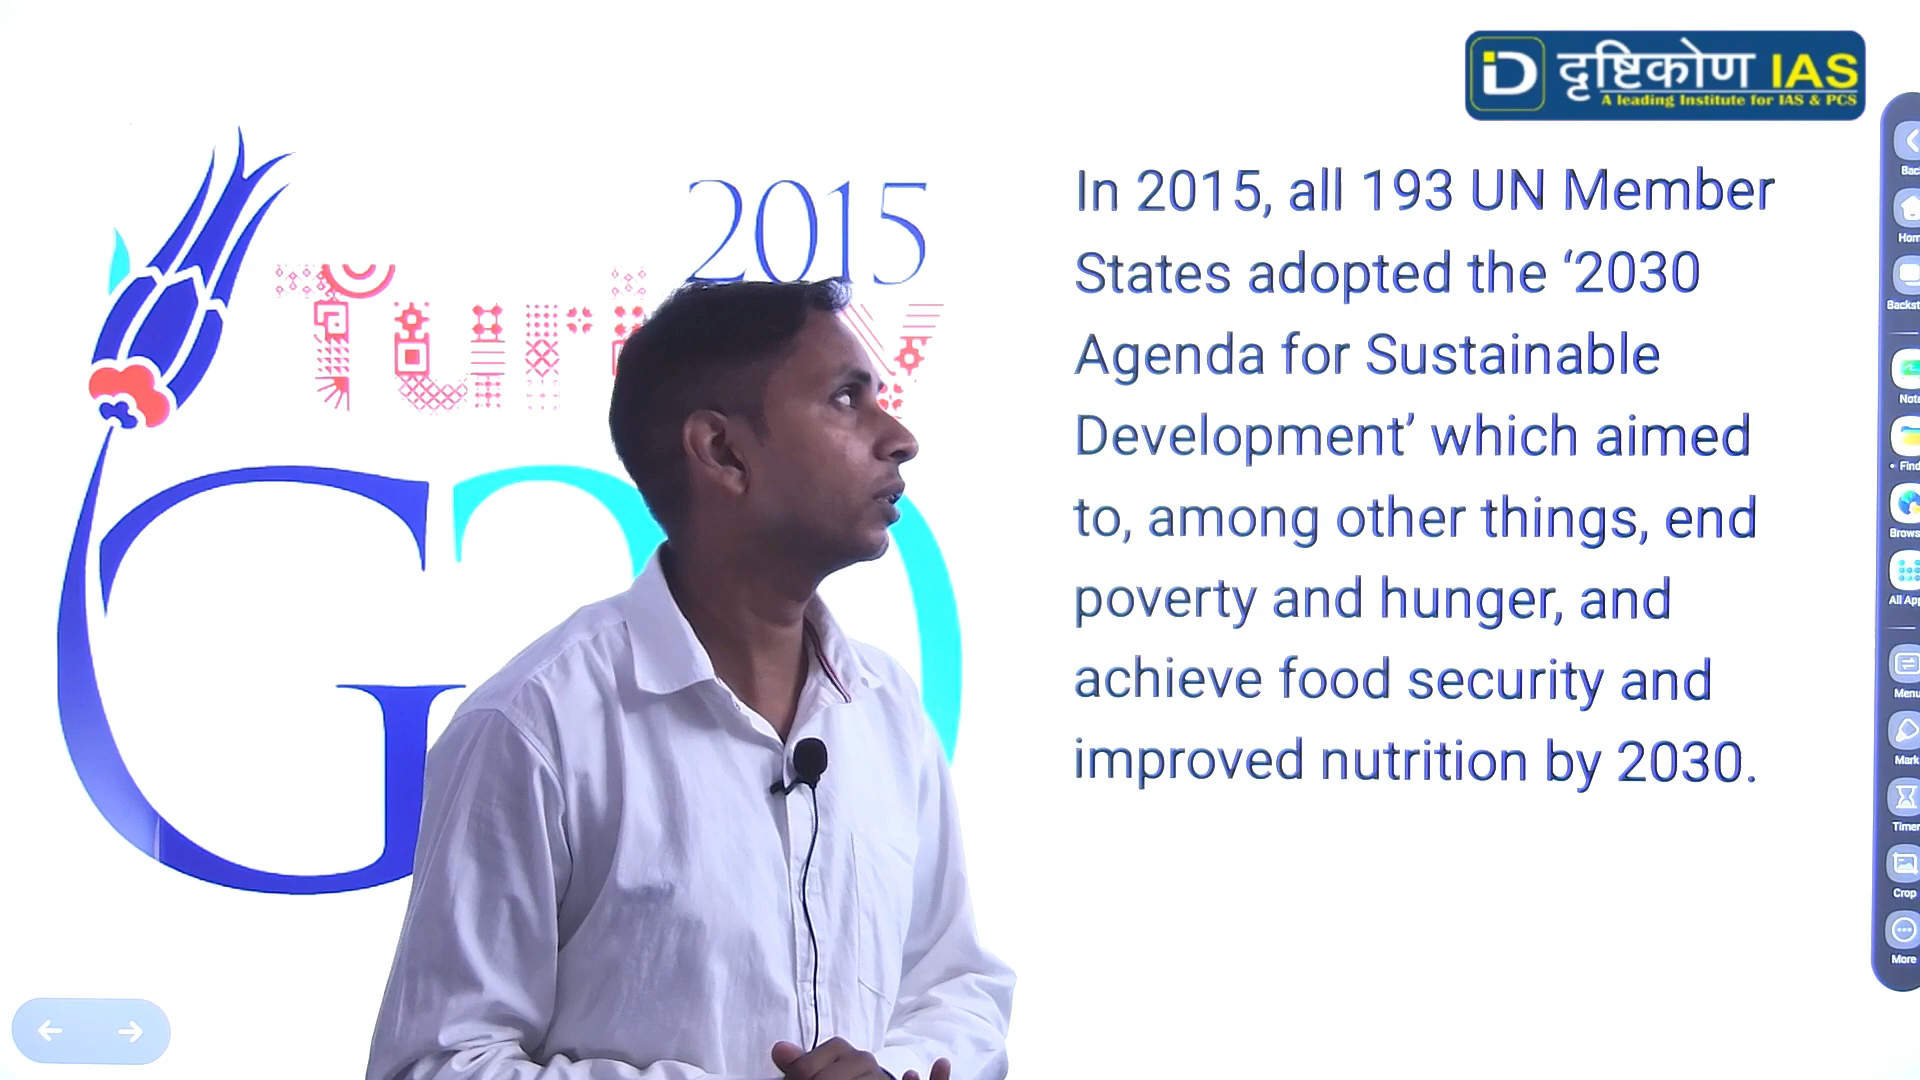 दृष्टिकोण IAS
A leading Institute for IAS & PCS
2015
In 2015, all 193 UN Member
States adopted the ‘2030
Agenda for Sustainable
Development’ which aimed
to, among other things, end
poverty and hunger, and
achieve food security and
improved nutrition by 2030.
Menu
Mark
Timer
Crop
More